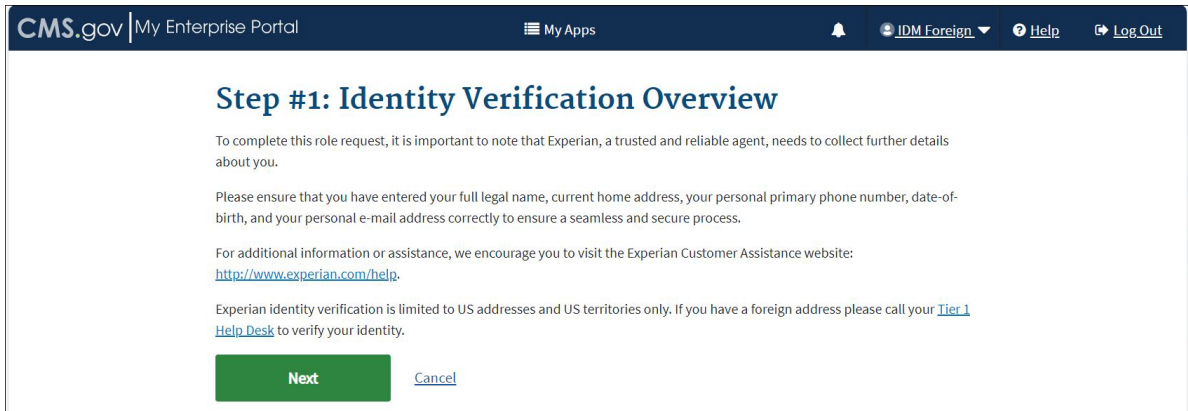 CMS.gov My Enterprise Portal My Apps IDM Foreign Help Log Out
Step #1: Identity Verification Overview
To complete this role request, it is important to note that Experian, a trusted and reliable agent, needs to collect further details
about you.
Please ensure that you have entered your full legal name, current home address, your personal primary phone number, date-of-
birth, and your personal e-mail address correctly to ensure a seamless and secure process.
For additional information or assistance, we encourage you to visit the Experian Customer Assistance website:
http://www.experian.com/help.
Experian identity verification is limited to US addresses and US territories only. If you have a foreign address please call your Tier 1
Help Desk to verify your identity.
Next Cancel